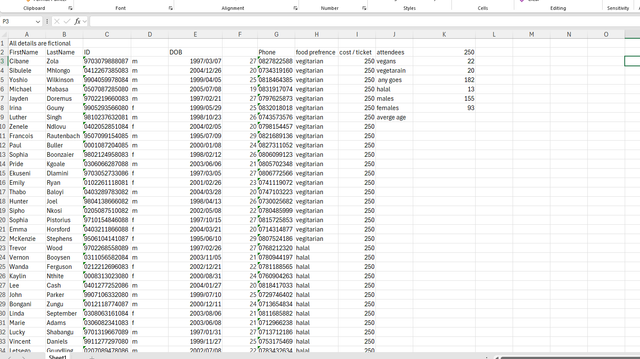 Clipboard Font Alignment Number Styles Cells Editing Sensitivity
P3 fx
A B C D E F G H I J K L M N O P
1 All details are fictional
2 FirstName LastName ID DOB Phone food prefrence cost / ticket attendees 250
3 Cibane Zola 9703079888087 m 1997/03/07 27 0827822588 vegitarian 250 vegans 22
4 Sibulele Mhlongo 0412267385083 m 2004/12/26 20 0734319160 vegitarian 250 vegetarain 20
5 Yoshio Wilkinson 9904059978084 m 1999/04/05 25 0818464385 vegitarian 250 any goes 182
6 Michael Mabasa 0507087285080 m 2005/07/08 19 0831917074 vegitarian 250 halal 13
7 Jayden Doremus 9702219660083 m 1997/02/21 27 0797625873 vegitarian 250 males 155
8 Irina Gouny 9905293566080 f 1999/05/29 25 0832018018 vegitarian 250 females 93
9 Luther Singh 9810237632081 m 1998/10/23 26 0743573576 vegitarian 250 averge age
10 Zenele Ndlovu 0402052851084 f 2004/02/05 20 0798154457 vegitarian 250
11 Francois Rautenbach 9507099154085 m 1995/07/09 29 0821689136 vegitarian 250
12 Paul Buller 0001087204085 m 2000/01/08 24 0827311052 vegitarian 250
13 Sophia Boonzaier 9802124958083 f 1998/02/12 26 0806099123 vegitarian 250
14 Pride Kgoale 0306066287088 m 2003/06/06 21 0805702348 vegitarian 250
15 Ekuseni Dlamini 9703052733086 f 1997/03/05 27 0806772566 vegitarian 250
16 Emily Ryan 0102261118081 f 2001/02/26 23 0741119072 vegitarian 250
17 Thabo Baloyi 0403289783082 m 2004/03/28 20 0747103223 vegitarian 250
18 Hunter Joel 9804138666082 m 1998/04/13 26 0730025682 vegitarian 250
19 Sipho Nkosi 0205087510082 m 2002/05/08 22 0780485999 vegitarian 250
20 Sophia Pistorius 9710154846088 f 1997/10/15 27 0815725853 vegitarian 250
21 Emma Horsford 0403211866088 f 2004/03/21 20 0714314877 vegitarian 250
22 McKenzie Stephens 9506104141087 f 1995/06/10 29 0807524186 vegitarian 250
23 Trevor Wood 9702268558089 m 1997/02/26 27 0768212320 halal 250
24 Vernon Booysen 0311056582084 m 2003/11/05 21 0780944197 halal 250
25 Wanda Ferguson 0212212696083 f 2002/12/21 22 0781188565 halal 250
26 Kaylin Nthite 0008313023080 f 2000/08/31 24 0760904263 halal 250
27 Lee Cash 0401277252086 m 2004/01/27 20 0818417033 halal 250
28 John Parker 9907106332080 m 1999/07/10 25 0729746402 halal 250
29 Bongani Zungu 0012118774087 m 2000/12/11 24 0713654834 halal 250
30 Linda September 0308063161084 f 2003/08/06 21 0811685882 halal 250
31 Marie Adams 0306082341083 f 2003/06/08 21 0712966238 halal 250
32 Lucky Shabangu 9701319667089 m 1997/01/31 27 0713712186 halal 250
33 Vincent Daniels 9911277297080 m 1999/11/27 25 0753175469 halal 250
34 Letsego Grundling 0207089478086 m 2002/07/08 22 0783432634 halal 250
Sheet1